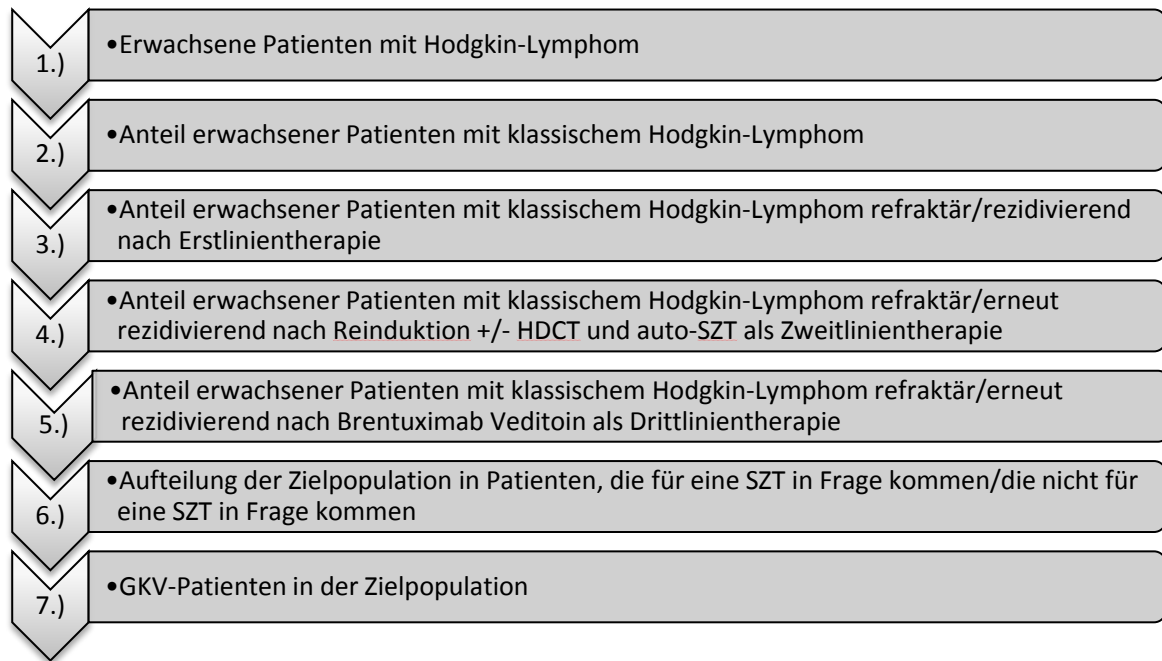 1.)
•Erwachsene Patienten mit Hodgkin-Lymphom
2.)
•Anteil erwachsener Patienten mit klassischem Hodgkin-Lymphom
3.)
•Anteil erwachsener Patienten mit klassischem Hodgkin-Lymphom refraktär/rezidivierend
nach Erstlinientherapie
4.)
•Anteil erwachsener Patienten mit klassischem Hodgkin-Lymphom refraktär/erneut
rezidivierend nach Reinduktion +/- HDCT und auto-SZT als Zweitlinientherapie
5.)
•Anteil erwachsener Patienten mit klassischem Hodgkin-Lymphom refraktär/erneut
rezidivierend nach Brentuximab Veditoin als Drittlinientherapie
6.)
•Aufteilung der Zielpopulation in Patienten, die für eine SZT in Frage kommen/die nicht für
eine SZT in Frage kommen
7.)
•GKV-Patienten in der Zielpopulation